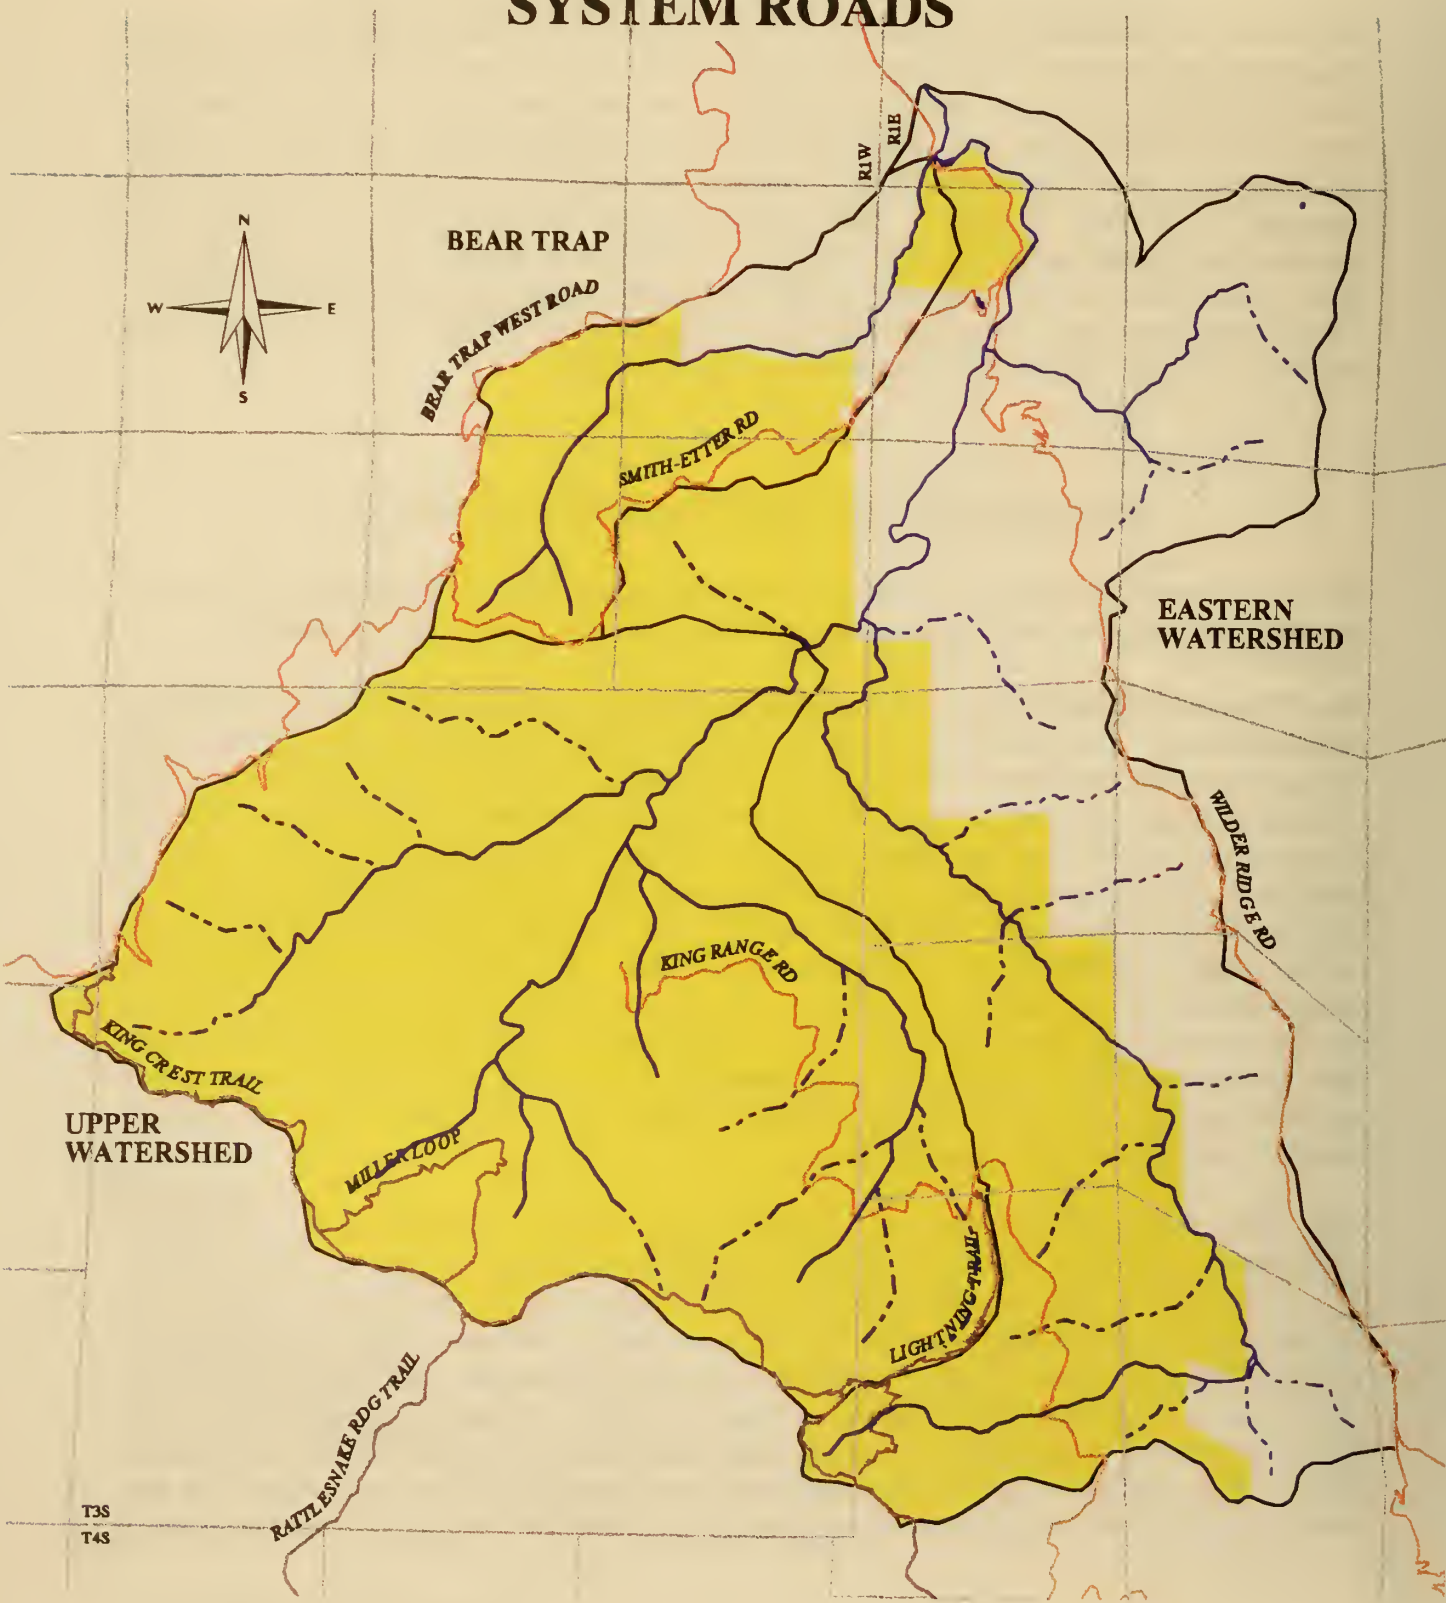 SYSTEM ROADS
R1W
R1E
N
W
E
S
BEAR TRAP
BEAR TRAP WEST ROAD
SMITH-ETTER RD
EASTERN
WATERSHED
WILDER RIDGE RD
KING RANGE RD
KING CREST TRAIL
UPPER
WATERSHED
MILLER LOOP
LIGHTNING TRAIL
RATTLESNAKE RDG TRAIL
T3S
T4S